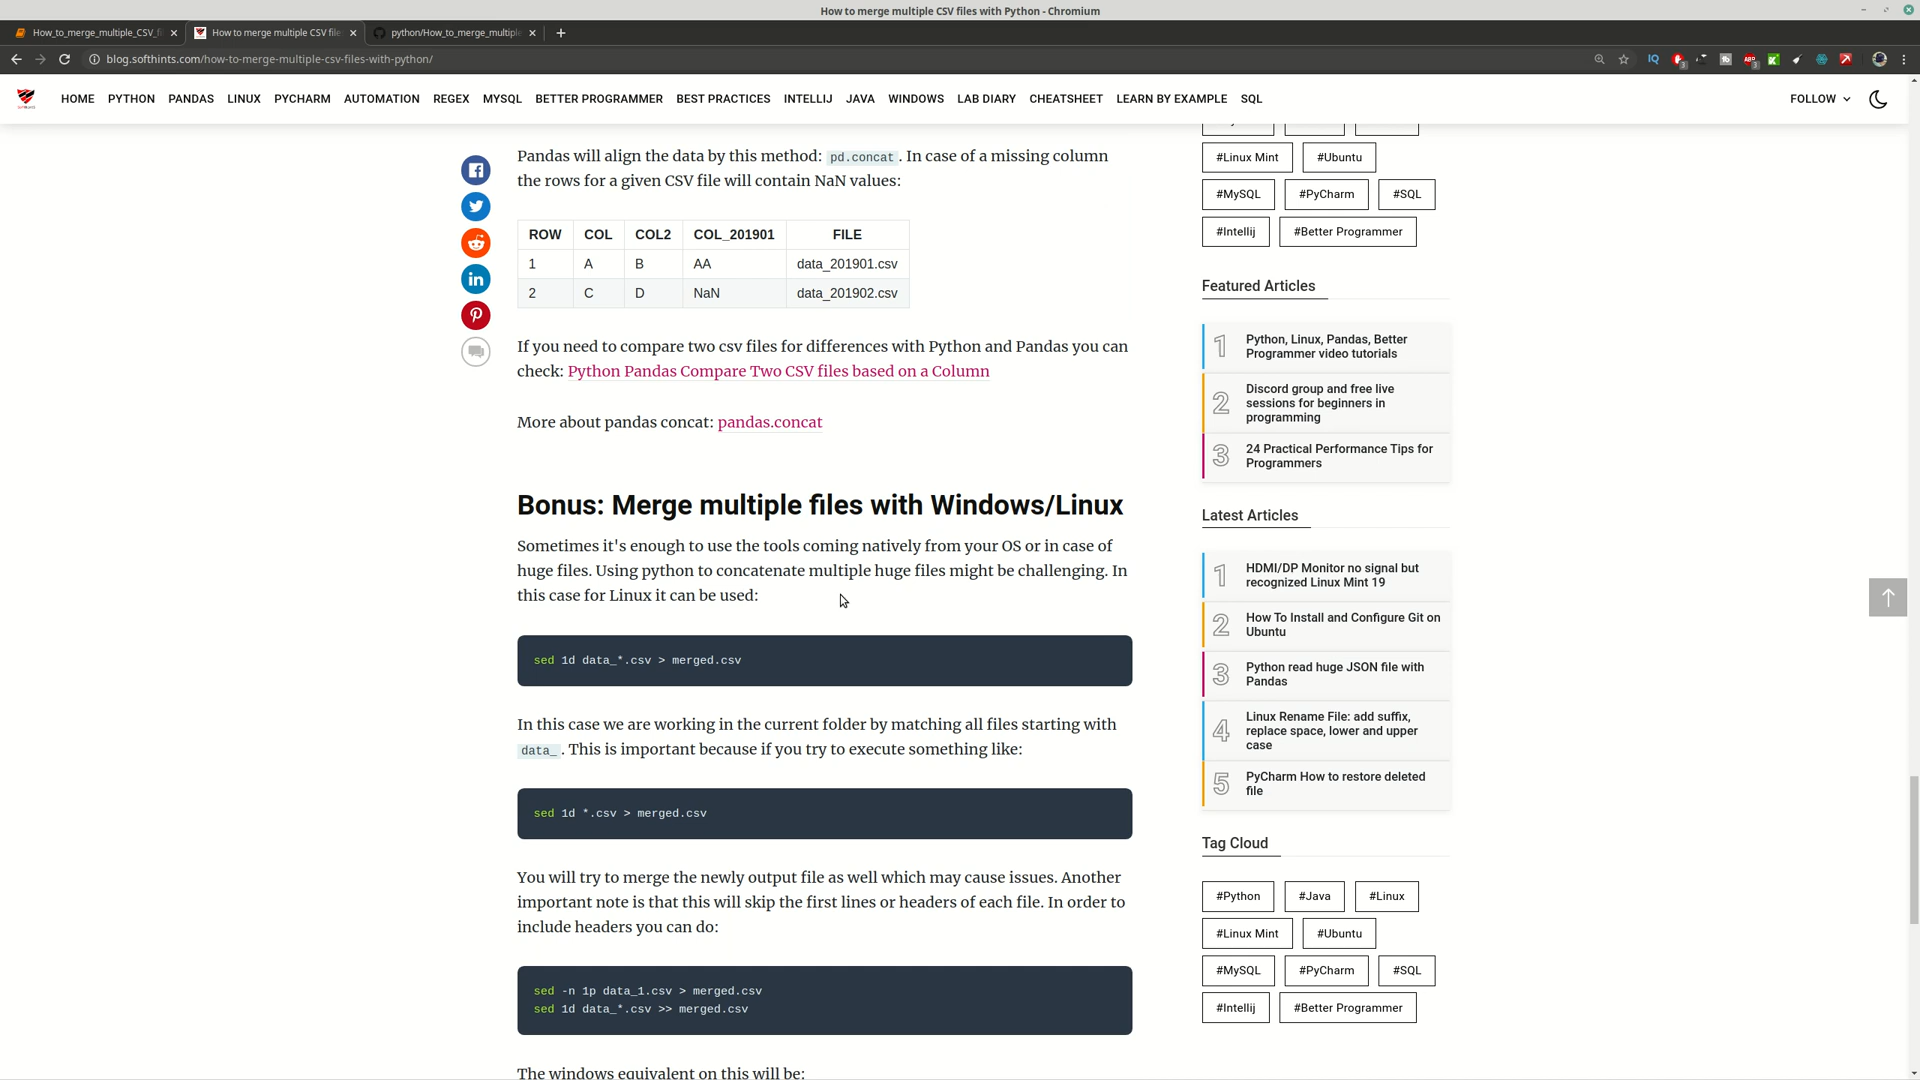 How to merge multiple CSV files with Python - Chromium
How_to_merge_multiple_CSV_f
How to merge multiple CSV file
python/How_to_merge_multiple
blog.softhints.com/how-to-merge-multiple-csv-files-with-python/
HOME PYTHON PANDAS LINUX PYCHARM AUTOMATION REGEX MYSQL BETTER PROGRAMMER BEST PRACTICES INTELLIJ JAVA WINDOWS LAB DIARY CHEATSHEET LEARN BY EXAMPLE SQL FOLLOW
Pandas will align the data by this method: pd.concat. In case of a missing column
the rows for a given CSV file will contain NaN values:
ROW COL COL2 COL_201901 FILE
1 A B AA data_201901.csv
2 C D NaN data_201902.csv
If you need to compare two csv files for differences with Python and Pandas you can
check: Python Pandas Compare Two CSV files based on a Column
More about pandas concat: pandas.concat
Bonus: Merge multiple files with Windows/Linux
Sometimes it's enough to use the tools coming natively from your OS or in case of
huge files. Using python to concatenate multiple huge files might be challenging. In
this case for Linux it can be used:
sed 1d data_*.csv > merged.csv
In this case we are working in the current folder by matching all files starting with
data_. This is important because if you try to execute something like:
sed 1d *.csv > merged.csv
You will try to merge the newly output file as well which may cause issues. Another
important note is that this will skip the first lines or headers of each file. In order to
include headers you can do:
sed -n 1p data_1.csv > merged.csv
sed 1d data_*.csv >> merged.csv
The windows equivalent on this will be:
#Linux Mint #Ubuntu
#MySQL #PyCharm #SQL
#Intellij #Better Programmer
Featured Articles
1 Python, Linux, Pandas, Better
Programmer video tutorials
2 Discord group and free live
sessions for beginners in
programming
3 24 Practical Performance Tips for
Programmers
Latest Articles
1 HDMI/DP Monitor no signal but
recognized Linux Mint 19
2 How To Install and Configure Git on
Ubuntu
3 Python read huge JSON file with
Pandas
4 Linux Rename File: add suffix,
replace space, lower and upper
case
5 PyCharm How to restore deleted
file
Tag Cloud
#Python #Java #Linux
#Linux Mint #Ubuntu
#MySQL #PyCharm #SQL
#Intellij #Better Programmer